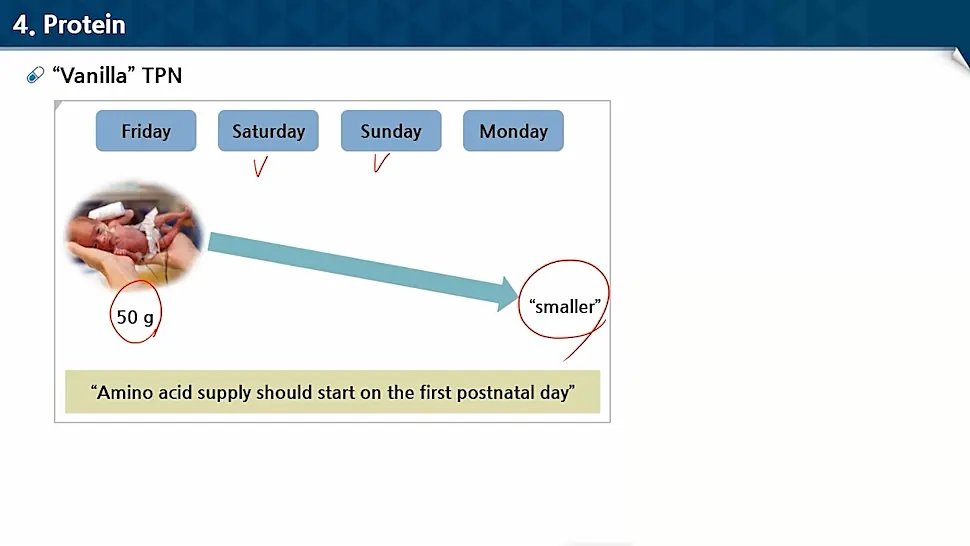 4. Protein
“Vanilla” TPN
Friday Saturday Sunday Monday
50 g
“smaller”
“Amino acid supply should start on the first postnatal day”